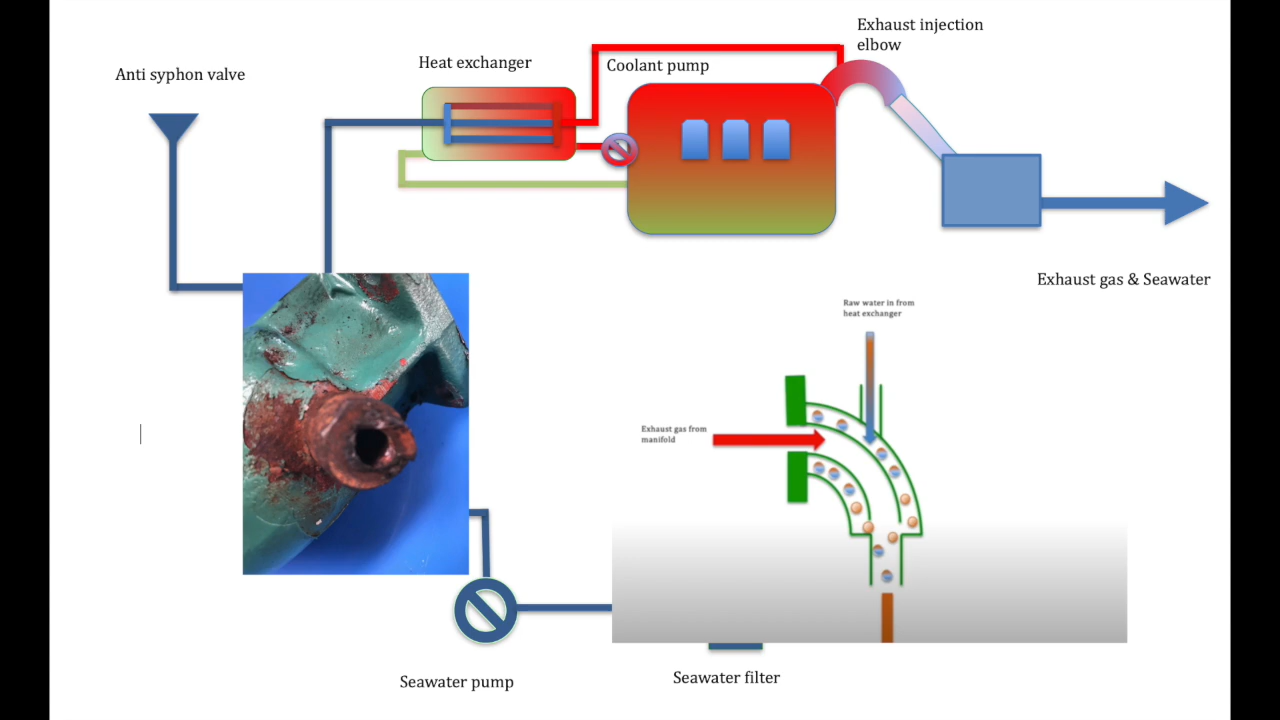 Exhaust injection
elbow
Heat exchanger
Coolant pump
Anti syphon valve
Exhaust gas & Seawater
Raw water in from
heat exchanger
Exhaust gas from
manifold
Seawater pump
Seawater filter